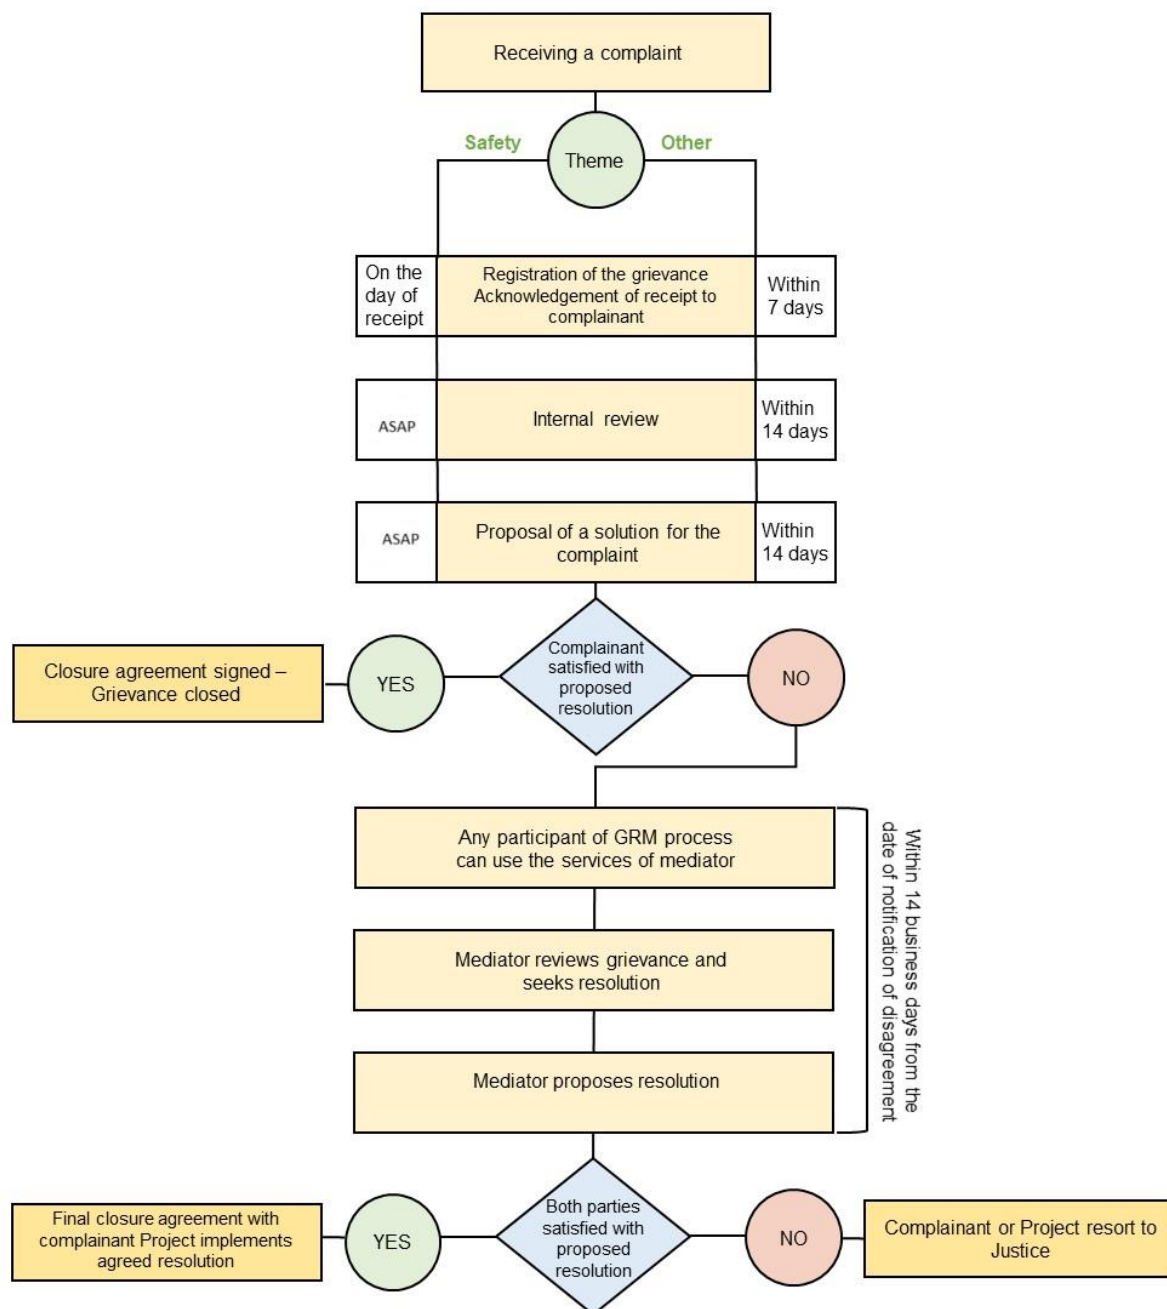 Receiving a complaint
Safety
Theme
Other
On the
day of
receipt
Registration of the grievance
Acknowledgement of receipt to
complainant
Within
7 days
ASAP
Internal review
Within
14 days
ASAP
Proposal of a solution for the
complaint
Within
14 days
Closure agreement signed –
Grievance closed
YES
Complainant
satisfied with
proposed
resolution
NO
Any participant of GRM process
can use the services of mediator
Mediator reviews grievance and
seeks resolution
Mediator proposes resolution
Within 14 business days from the
date of notification of disagreement
Final closure agreement with
complainant Project implements
agreed resolution
YES
Both parties
satisfied with
proposed
resolution
NO
Complainant or Project resort to
Justice